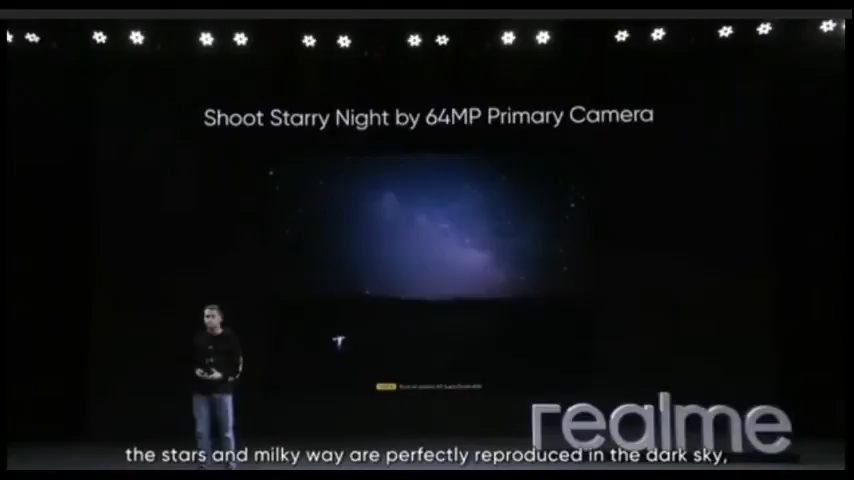 Shoot Starry Night by 64MP Primary Camera
realme
the stars and milky way are perfectly reproduced in the dark sky,